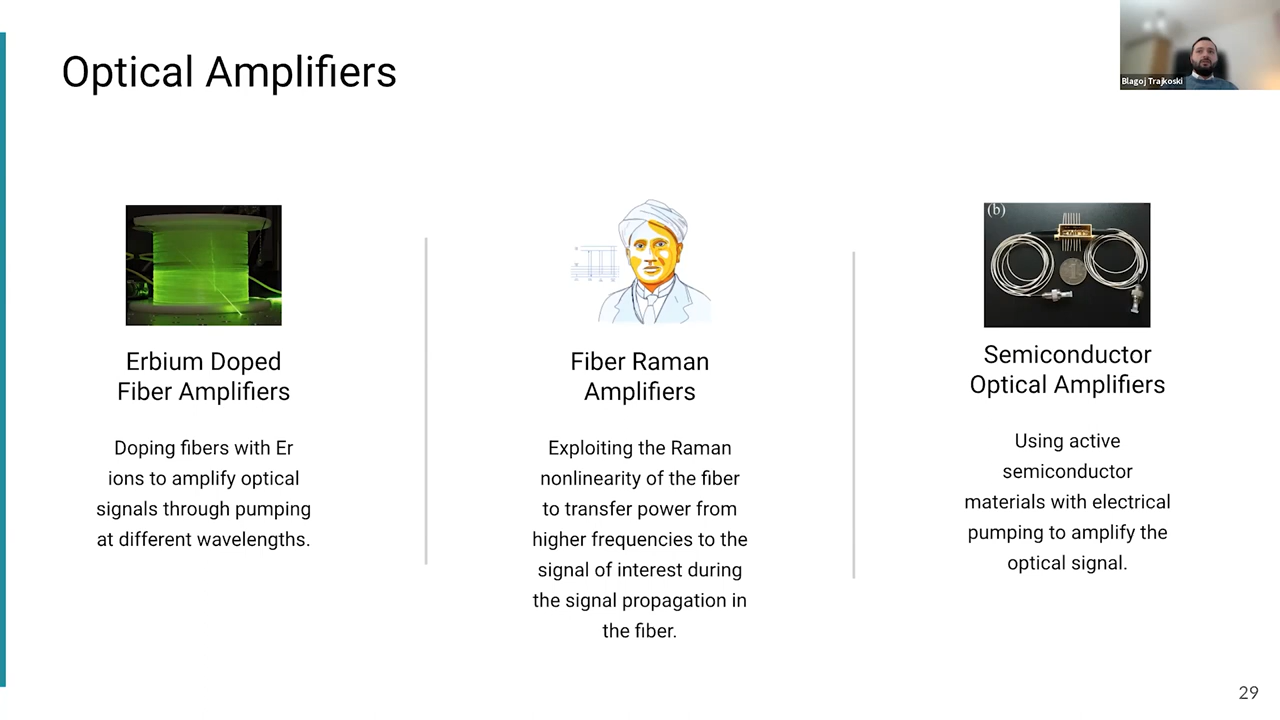 Optical Amplifiers
Blagoj Trajkoski
(b)
Erbium Doped
Fiber Amplifiers
Doping fibers with Er
ions to amplify optical
signals through pumping
at different wavelengths.
Fiber Raman
Amplifiers
Exploiting the Raman
nonlinearity of the fiber
to transfer power from
higher frequencies to the
signal of interest during
the signal propagation in
the fiber.
Semiconductor
Optical Amplifiers
Using active
semiconductor
materials with electrical
pumping to amplify the
optical signal.
29